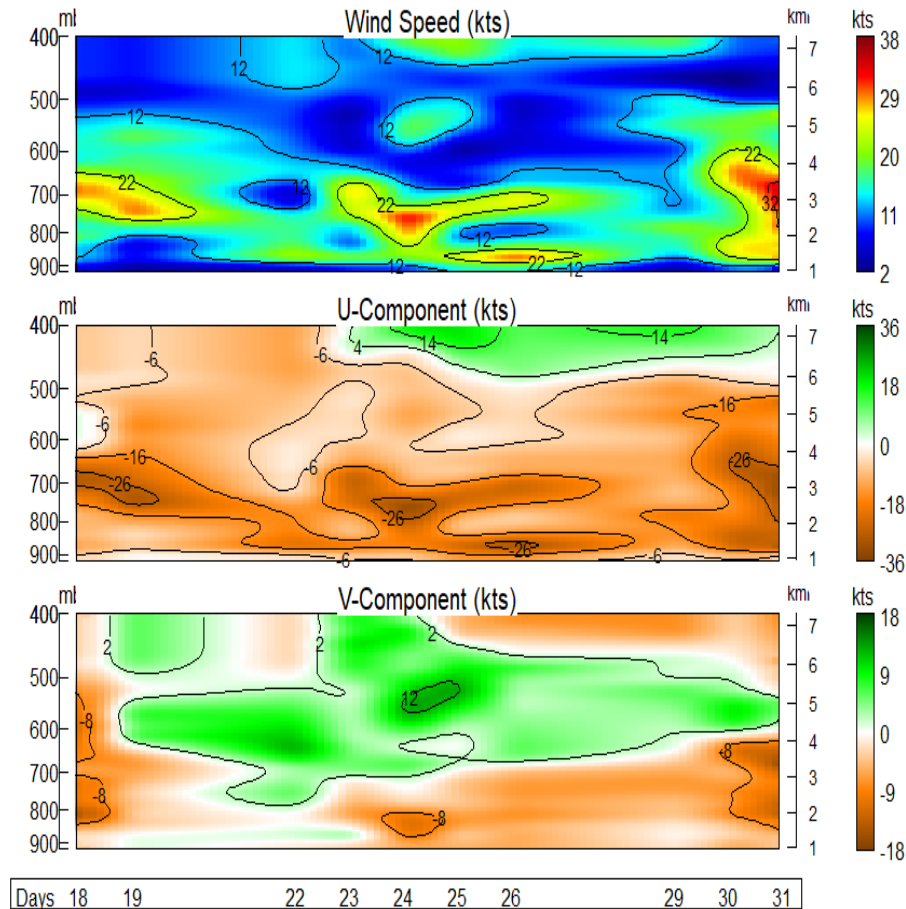 mb Wind Speed (kts) km kts
400 7 38
6 29
500 5
600 4 20
700 3
800 2 11
900 1 2
12 12 12 12 22 22 12 22 12 12 22 12 22 32
mb U-Component (kts) km kts
400 7 36
6 18
500 5
600 4 0
700 3
800 2 -18
900 1 -36
-6 -6 4 14 14 -6 -16 -16 -26 -6 -26 -26 -26 -6 -6 -6
mb V-Component (kts) km kts
400 7 18
6 9
500 5
600 4 0
700 3
800 2 -9
900 1 -18
2 2 2 12 -8 -8 -8 -8
Days 18 19 22 23 24 25 26 29 30 31